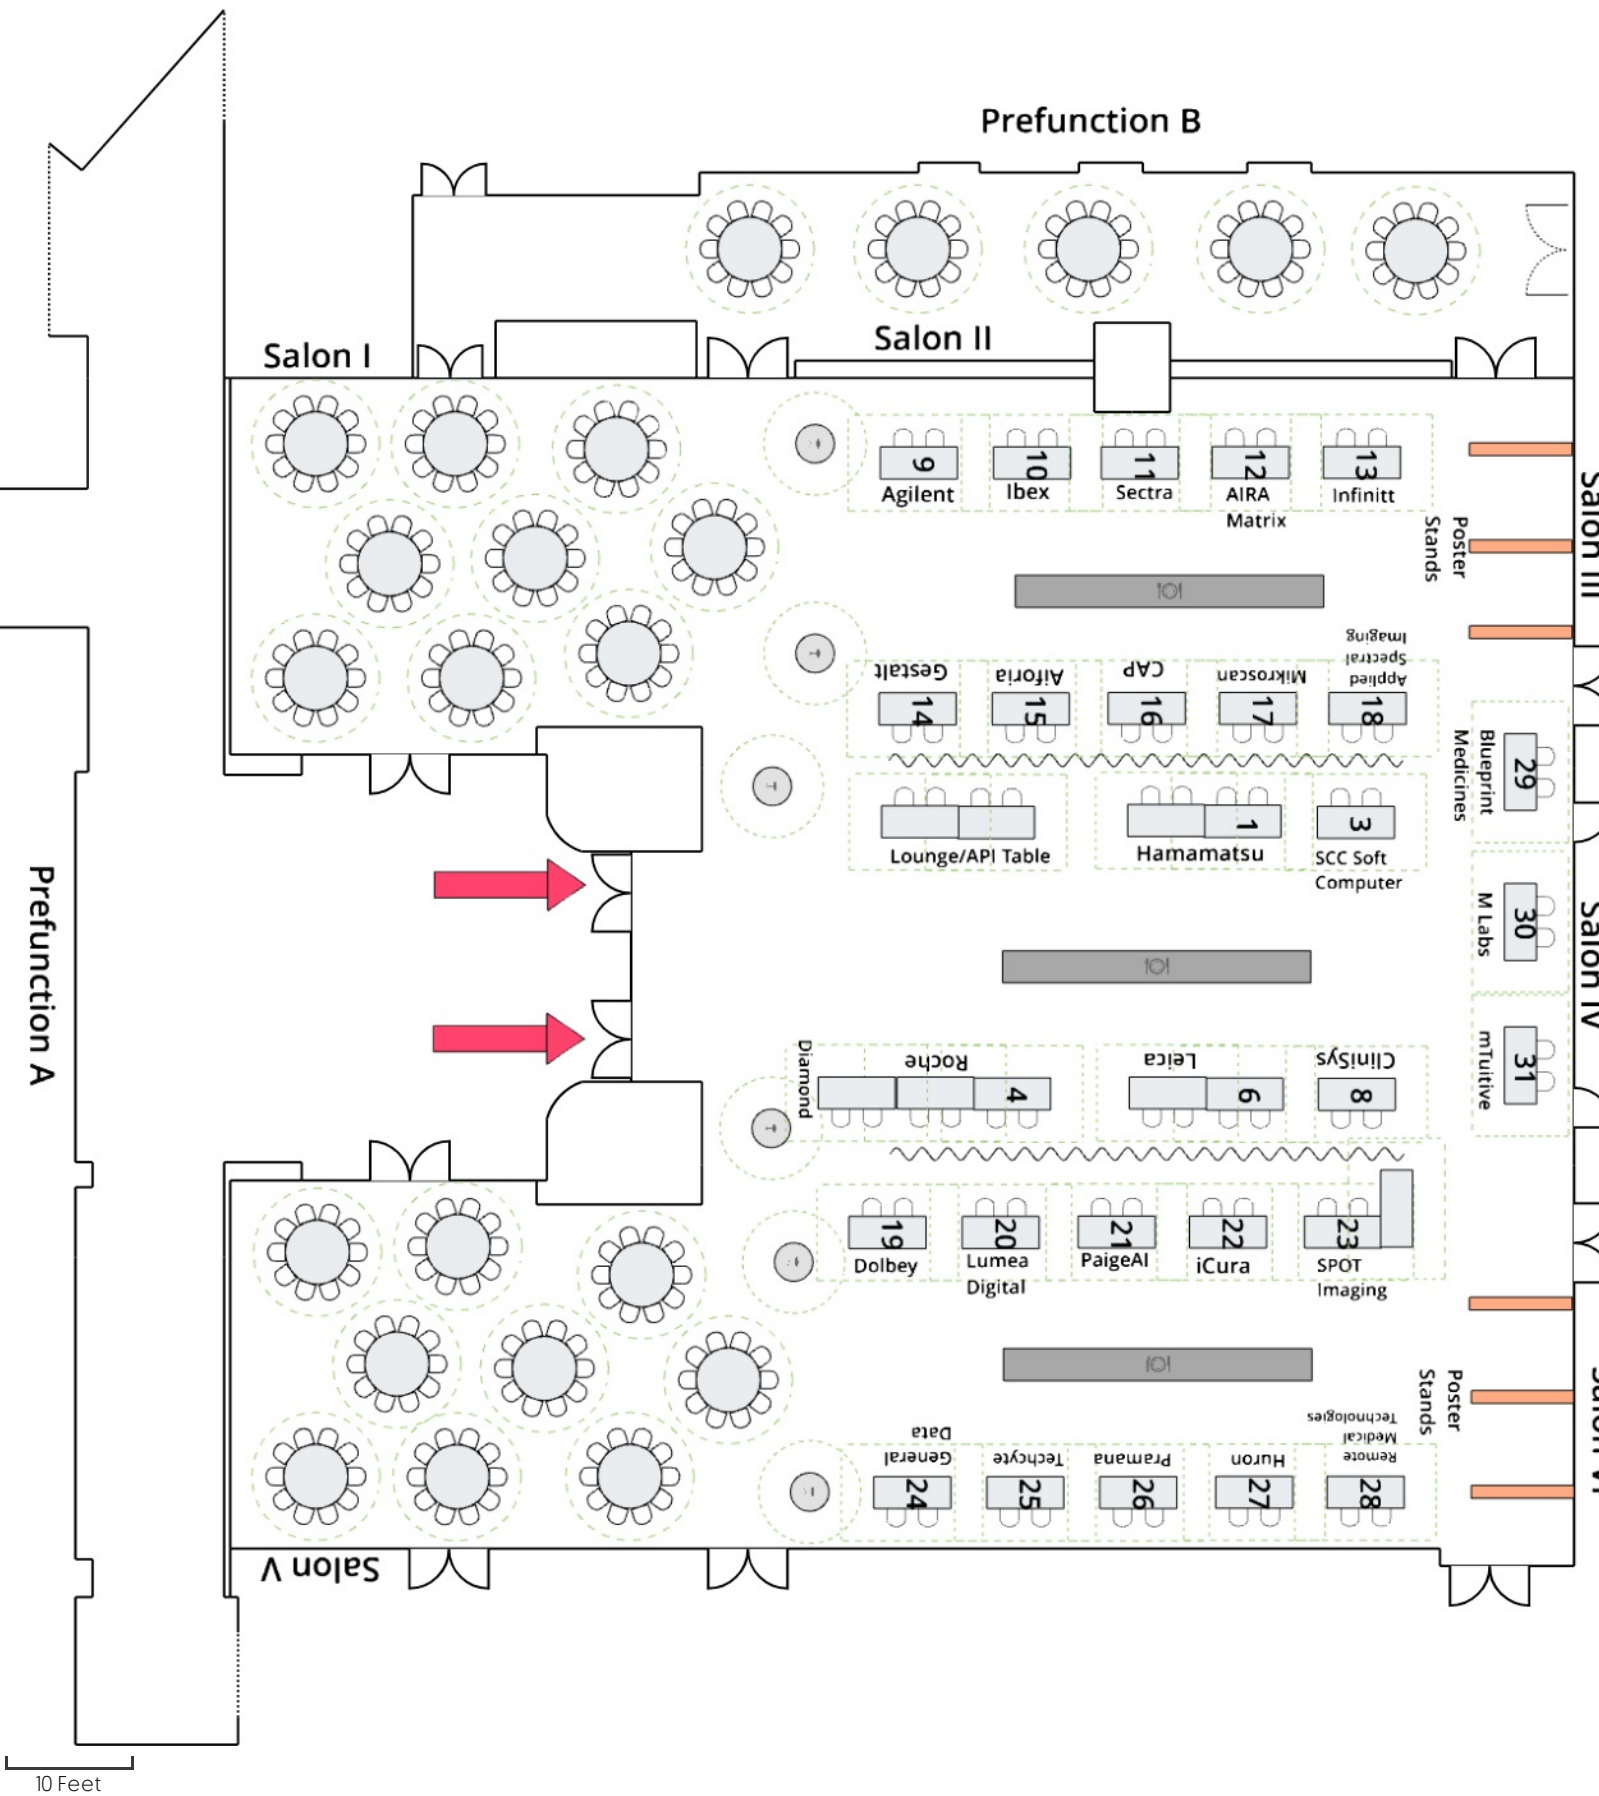 Prefunction B
Salon I
Salon II
9
10
11
12
13
Agilent
Ibex
Sectra
AIRA
Matrix
Infinitt
Poster
Stands
Salon III
Gestalt
Aiforia
CAP
Mikroscan
Applied
Spectral
Imaging
14
15
16
17
18
Blueprint
Medicines
29
1
3
Lounge/API Table
Hamamatsu
SCC Soft
Computer
Prefunction A
M Labs
30
Salon IV
Diamond
Roche
Leica
CliniSys
4
6
8
mTuitive
31
19
20
21
22
23
Dolbey
Lumea
Digital
PaigeAI
iCura
SPOT
Imaging
Poster
Stands
General
Data
Techcyte
Pramana
Huron
Remote
Medical
Technologies
24
25
26
27
28
Salon V
10 Feet